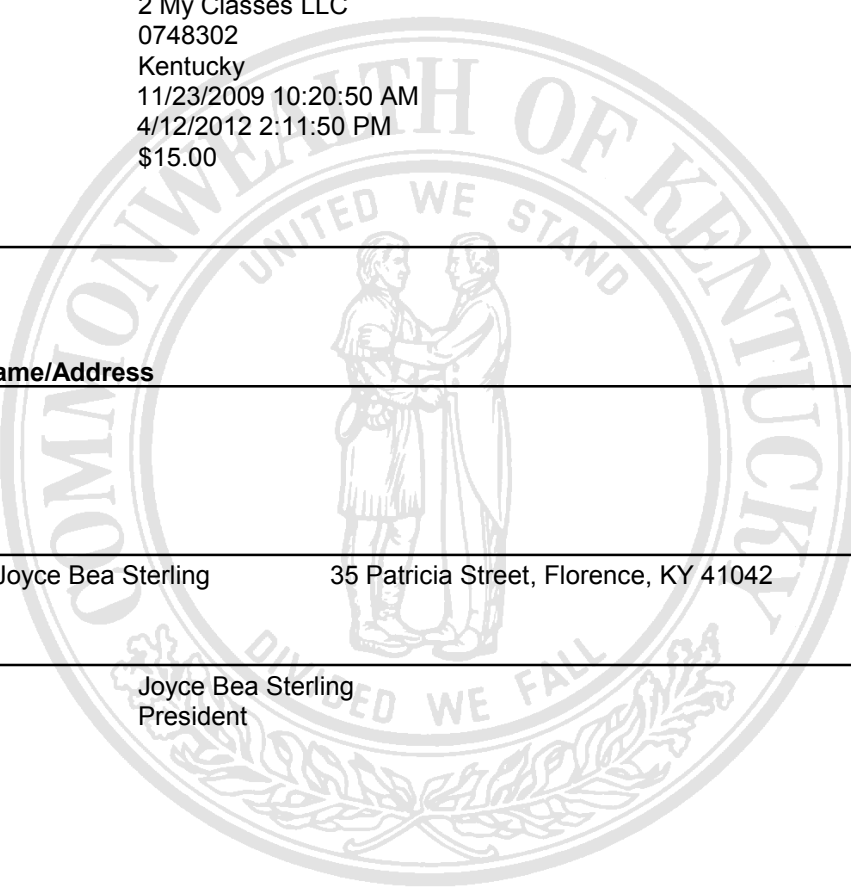 2 My Classes LLC
0748302
Kentucky
11/23/2009 10:20:50 AM
4/12/2012 2:11:50 PM
$15.00
COMMONWEALTH OF KENTUCKY
UNITED WE STAND
ame/Address
Joyce Bea Sterling 35 Patricia Street, Florence, KY 41042
DIVIDED WE FALL
Joyce Bea Sterling
President